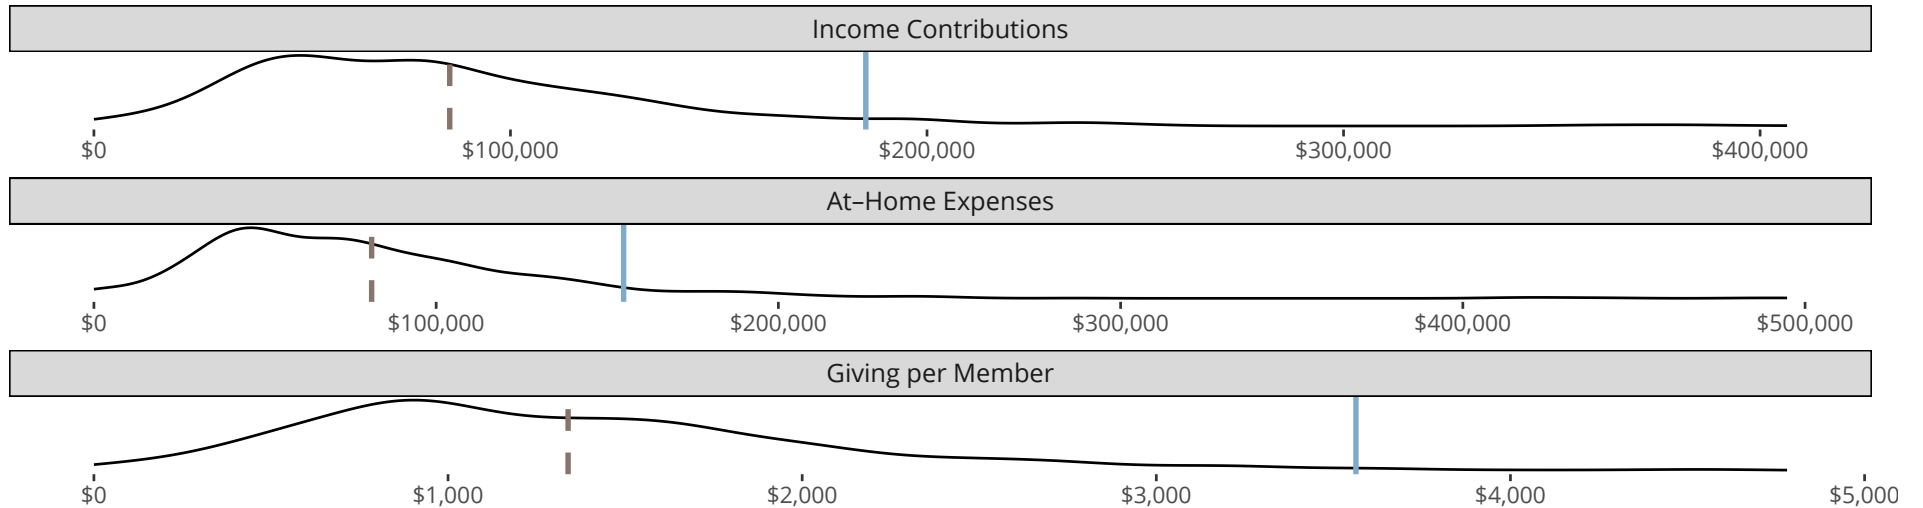 Income Contributions
$0 $100,000 $200,000 $300,000 $400,000
At–Home Expenses
$0 $100,000 $200,000 $300,000 $400,000 $500,000
Giving per Member
$0 $1,000 $2,000 $3,000 $4,000 $5,000